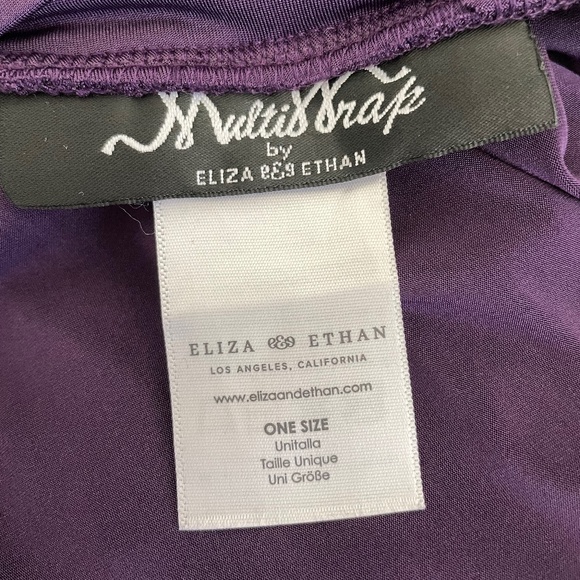 MultiWrap
by
ELIZA & ETHAN
ELIZA & ETHAN
LOS ANGELES, CALIFORNIA
www.elizaandethan.com
ONE SIZE
Unitalla
Taille Unique
Uni Größe